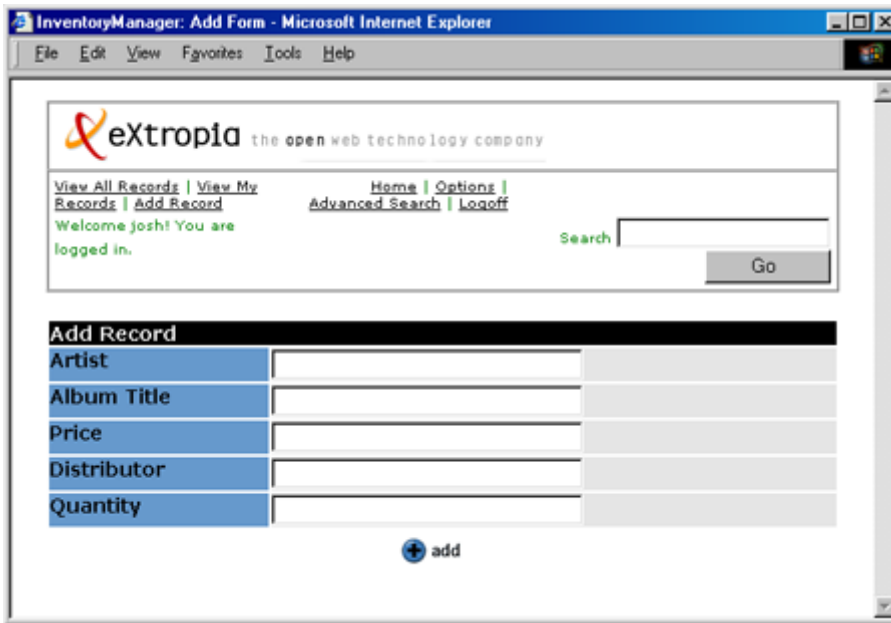 InventoryManager: Add Form - Microsoft Internet Explorer
File Edit View Favorites Tools Help
eXtropia the open web technology company
View All Records | View My
Records | Add Record
Home | Options |
Advanced Search | Logoff
Welcome josh! You are
logged in.
Search
Go
Add Record
Artist
Album Title
Price
Distributor
Quantity
add